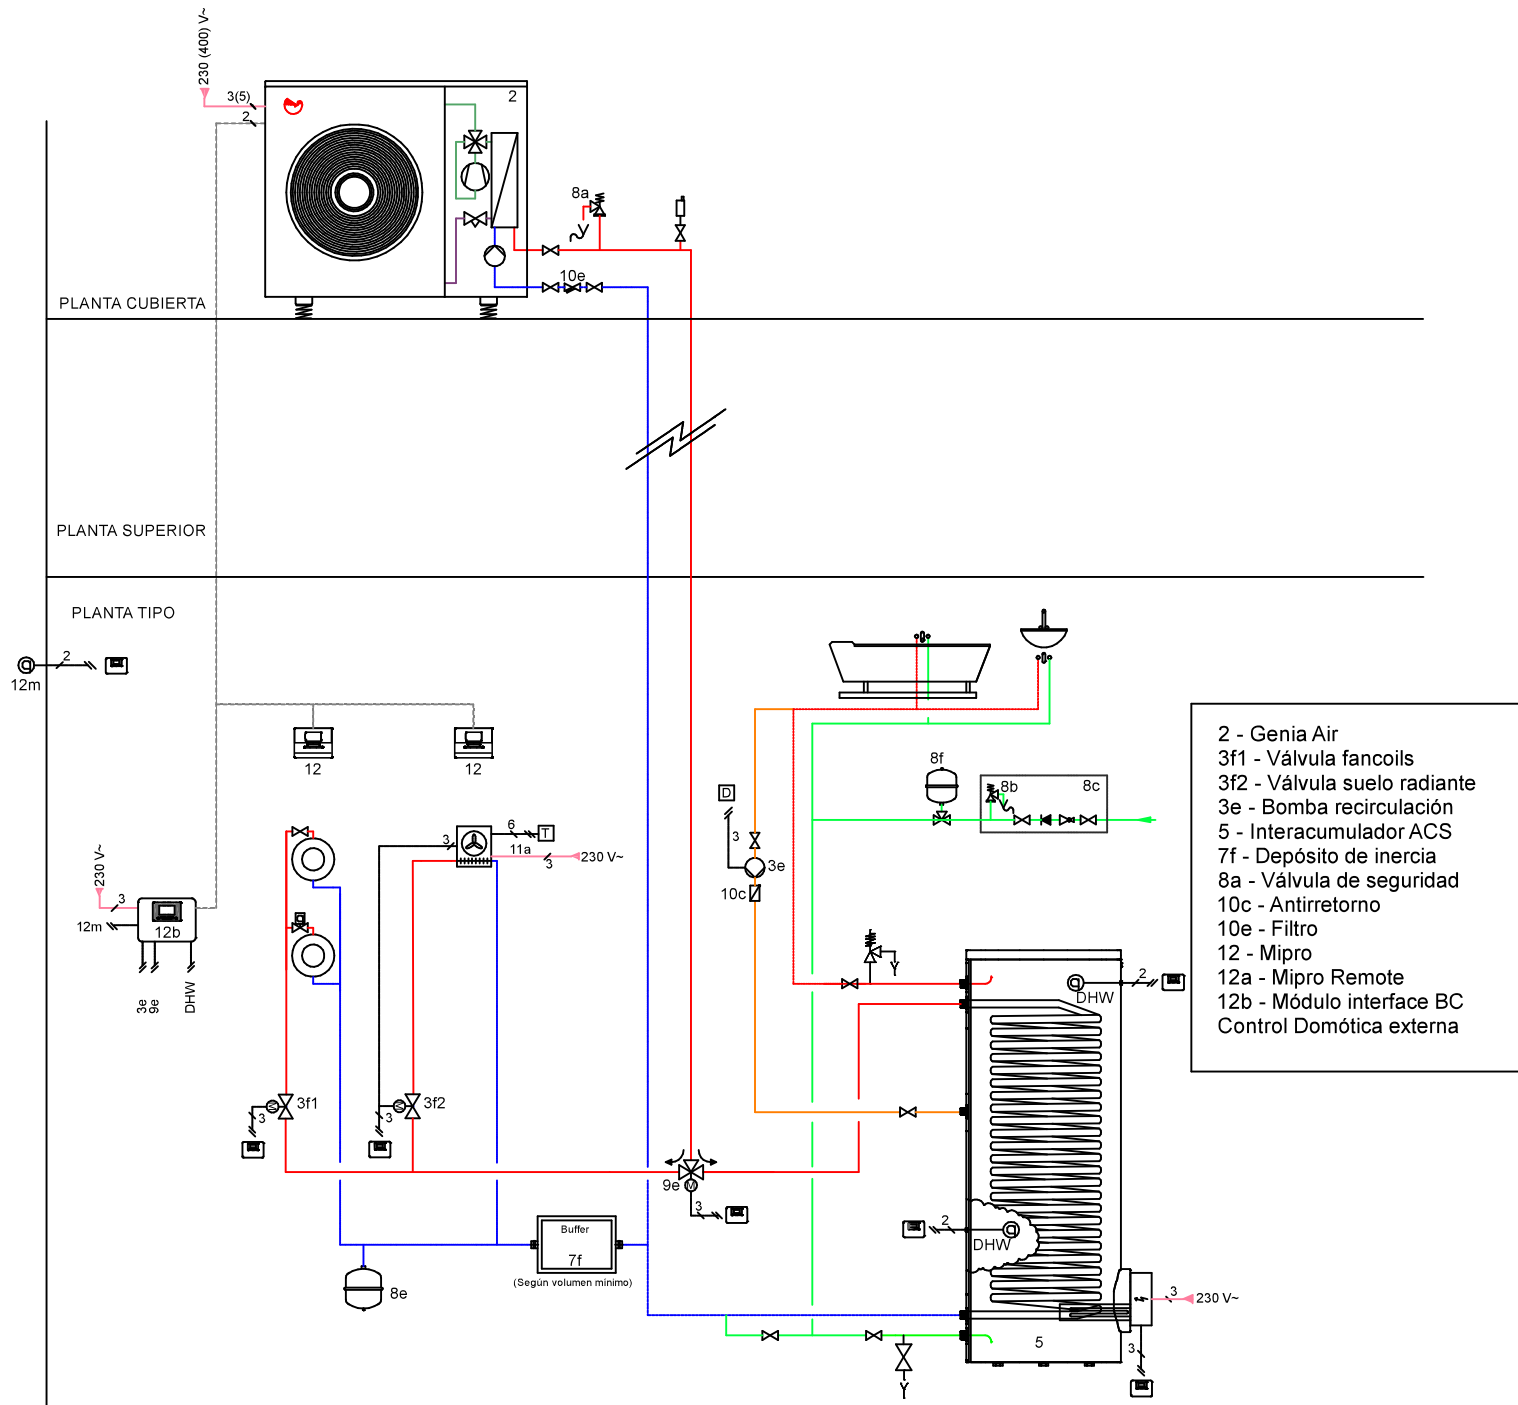 230 (400) V~
3(5)
2
2
8a
10e
PLANTA CUBIERTA
PLANTA SUPERIOR
PLANTA TIPO
2
12m
12
12
8f
8b
8c
D
3
3e
10c
6
T
3
11a
3
230 V~
230 V~
3
12m
12b
3e
9e
DHW
2
DHW
3f1
3
3f2
3
M
M
9e
M
3
2
DHW
Buffer
7f
(Según volumen minimo)
8e
3
230 V~
5
3
2 - Genia Air
3f1 - Válvula fancoils
3f2 - Válvula suelo radiante
3e - Bomba recirculación
5 - Interacumulador ACS
7f - Depósito de inercia
8a - Válvula de seguridad
10c - Antirretorno
10e - Filtro
12 - Mipro
12a - Mipro Remote
12b - Módulo interface BC
Control Domótica externa